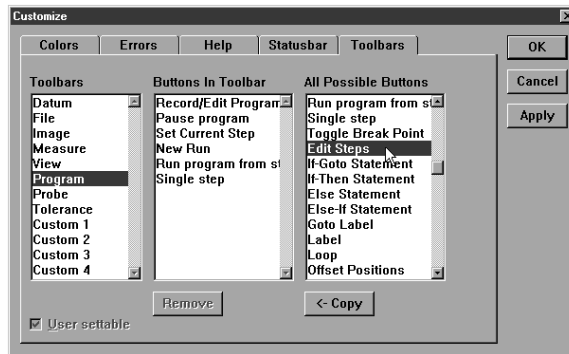 Customize
Colors
Errors
Help
Statusbar
Toolbars
OK
Cancel
Apply
Toolbars
Datum
File
Image
Measure
View
Program
Probe
Tolerance
Custom 1
Custom 2
Custom 3
Custom 4
Buttons In Toolbar
Record/Edit Program
Pause program
Set Current Step
New Run
Run program from st
Single step
All Possible Buttons
Run program from st
Single step
Toggle Break Point
Edit Steps
If-Goto Statement
If-Then Statement
Else Statement
Else-If Statement
Goto Label
Label
Loop
Offset Positions
Remove
<- Copy
User settable